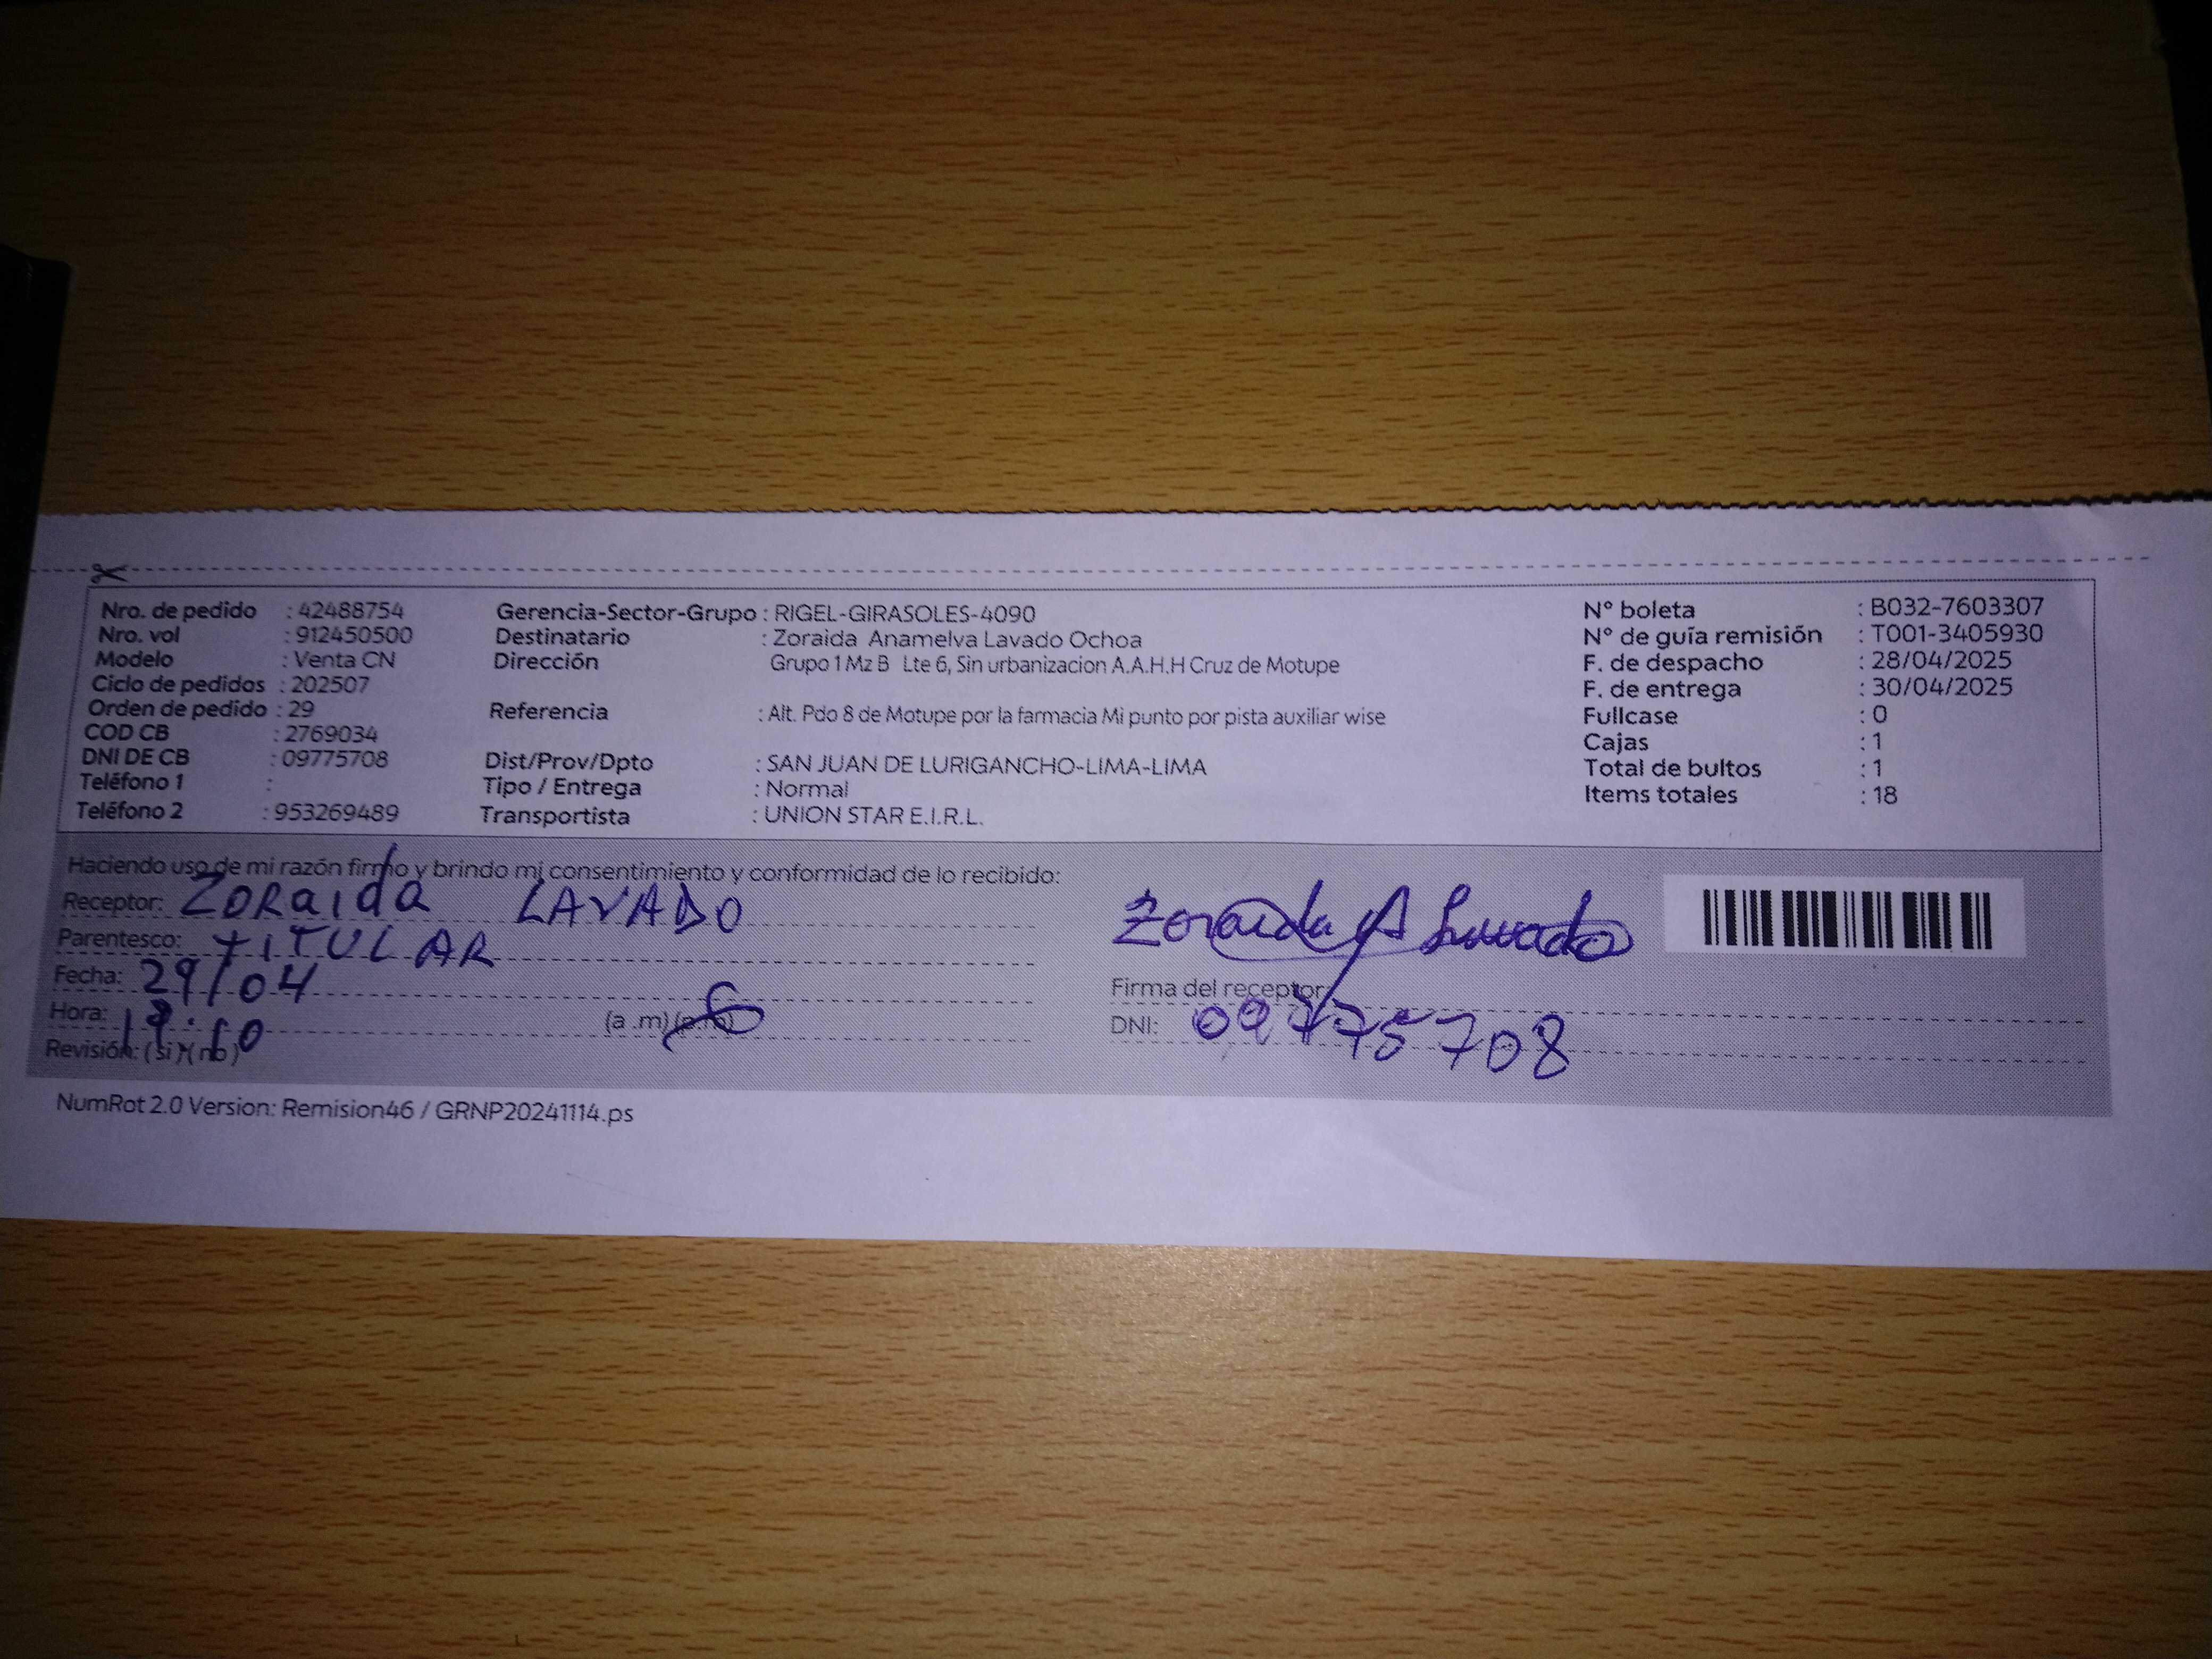 Nro. de pedido : 42488754
Nro. vol : 912450500
Modelo : Venta CN
Ciclo de pedidos : 202507
Orden de pedido : 29
COD CB : 2769034
DNI DE CB : 09775708
Teléfono 1 :
Teléfono 2 : 953269489
Gerencia-Sector-Grupo : RIGEL-GIRASOLES-4090
Destinatario : Zoraida Anamelva Lavado Ochoa
Dirección Grupo 1 Mz B Lte 6, Sin urbanizacion A.A.H.H Cruz de Motupe
Referencia : Alt. Pdo 8 de Motupe por la farmacia Mi punto por pista auxiliar wise
Dist/Prov/Dpto : SAN JUAN DE LURIGANCHO-LIMA-LIMA
Tipo / Entrega : Normal
Transportista : UNION STAR E.I.R.L.
N° boleta : B032-7603307
N° de guía remisión : T001-3405930
F. de despacho : 28/04/2025
F. de entrega : 30/04/2025
Fullcase : 0
Cajas : 1
Total de bultos : 1
Items totales : 18
Haciendo uso de mi razón firmo y brindo mi consentimiento y conformidad de lo recibido:
Receptor: ZORaIda LAVADO
Parentesco: TITULAR
Fecha: 29/04
Hora: (a .m) (p.m)
Revisión: (si) (no)
Zoraida A Lavado
Firma del receptor:
DNI: 09775708
NumRot 2.0 Version: Remision46 / GRNP20241114.ps